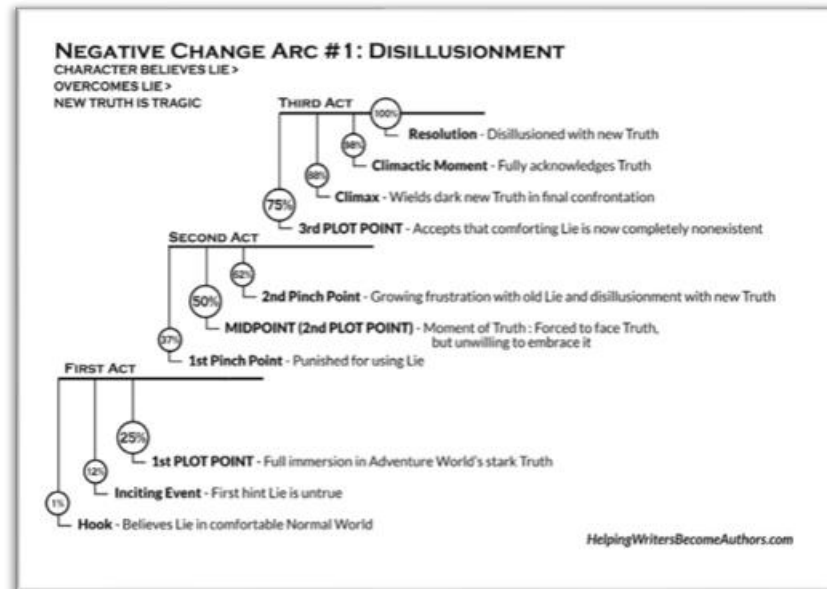 NEGATIVE CHANGE ARC #1: DISILLUSIONMENT
CHARACTER BELIEVES LIE >
OVERCOMES LIE >
NEW TRUTH IS TRAGIC
THIRD ACT
100%
Resolution - Disillusioned with new Truth
98%
Climactic Moment - Fully acknowledges Truth
88%
Climax - Wields dark new Truth in final confrontation
75%
3rd PLOT POINT - Accepts that comforting Lie is now completely nonexistent
SECOND ACT
62%
2nd Pinch Point - Growing frustration with old Lie and disillusionment with new Truth
50%
MIDPOINT (2nd PLOT POINT) - Moment of Truth : Forced to face Truth,
but unwilling to embrace it
37%
1st Pinch Point - Punished for using Lie
FIRST ACT
25%
1st PLOT POINT - Full immersion in Adventure World's stark Truth
12%
Inciting Event - First hint Lie is untrue
1%
Hook - Believes Lie in comfortable Normal World
HelpingWritersBecomeAuthors.com